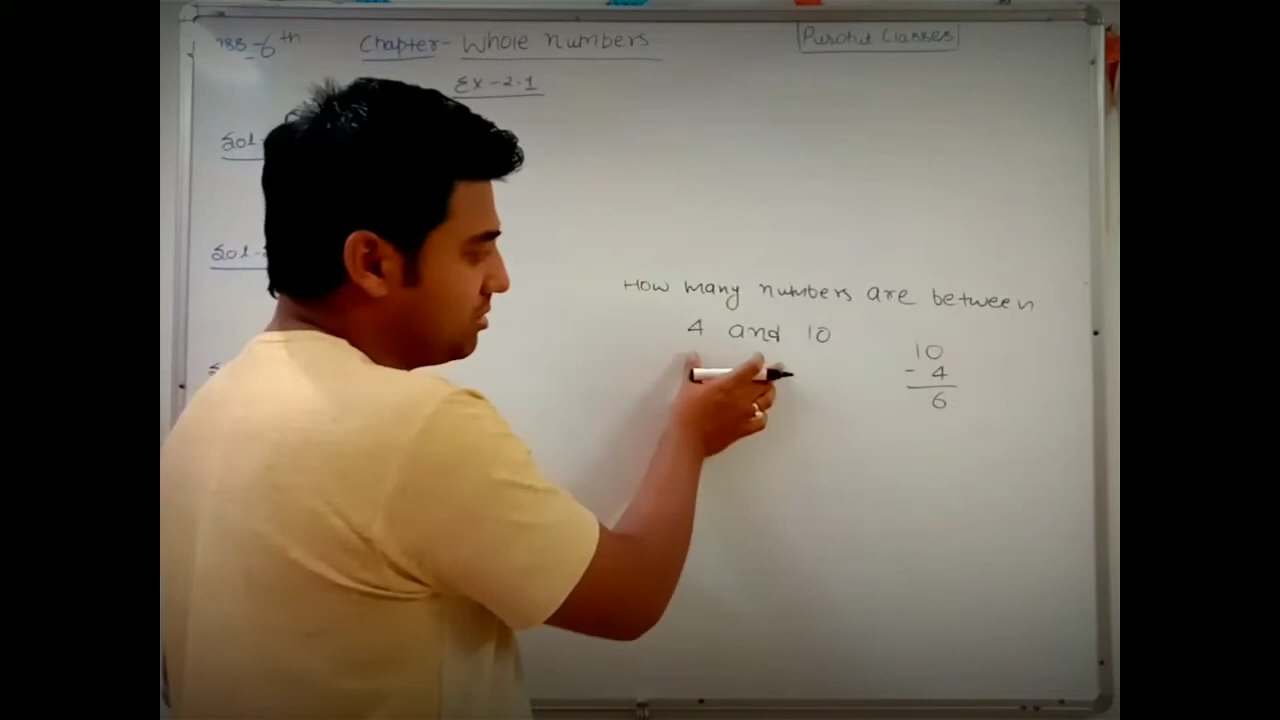 -6th Chapter- Whole Numbers Purohit Classes
Ex-2.1
Sol-
How many numbers are between
4 and 10
10
- 4
6
Sol-